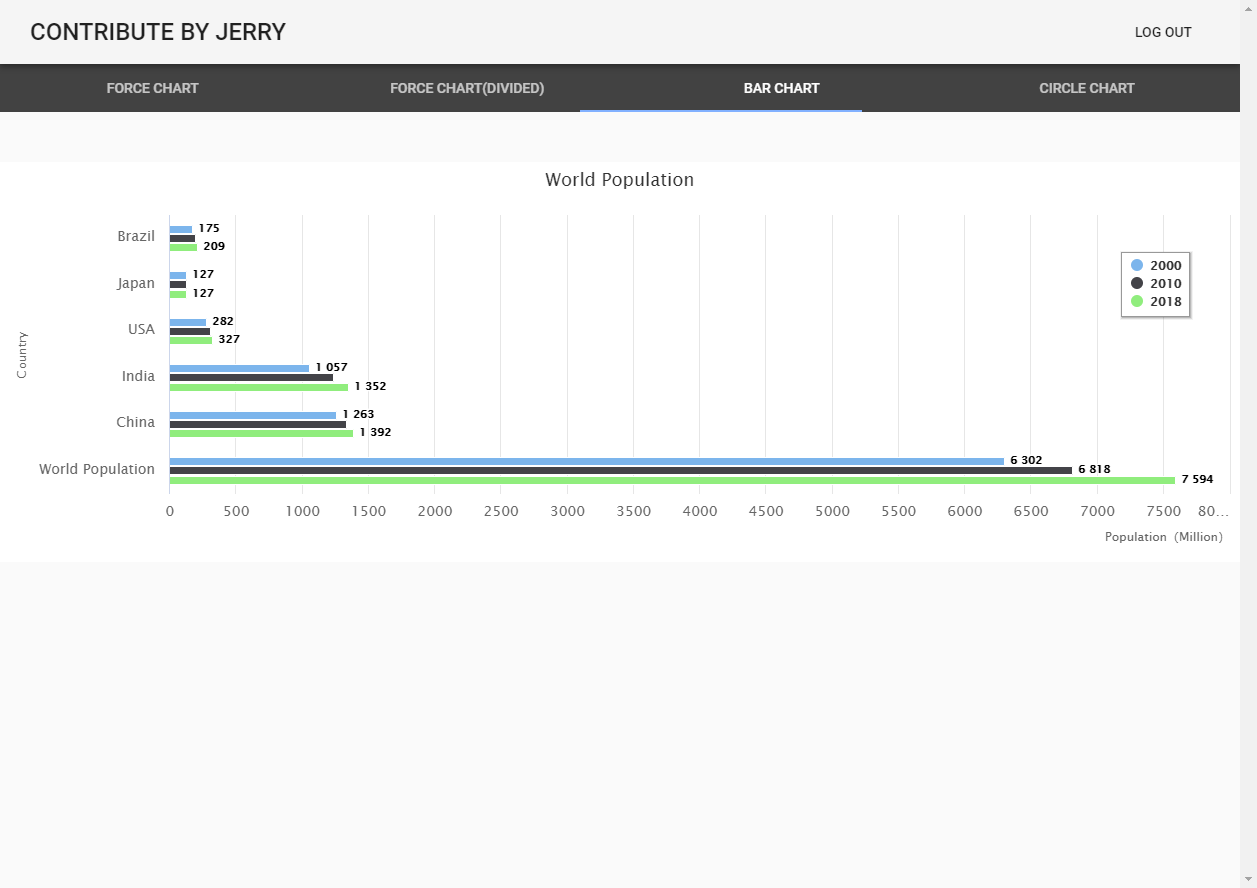 CONTRIBUTE BY JERRY
LOG OUT
FORCE CHART
FORCE CHART(DIVIDED)
BAR CHART
CIRCLE CHART
World Population
Country
Brazil
175
209
Japan
127
127
USA
282
327
India
1 057
1 352
China
1 263
1 392
World Population
6 302
6 818
7 594
2000
2010
2018
0 500 1000 1500 2000 2500 3000 3500 4000 4500 5000 5500 6000 6500 7000 7500 80…
Population (Million)